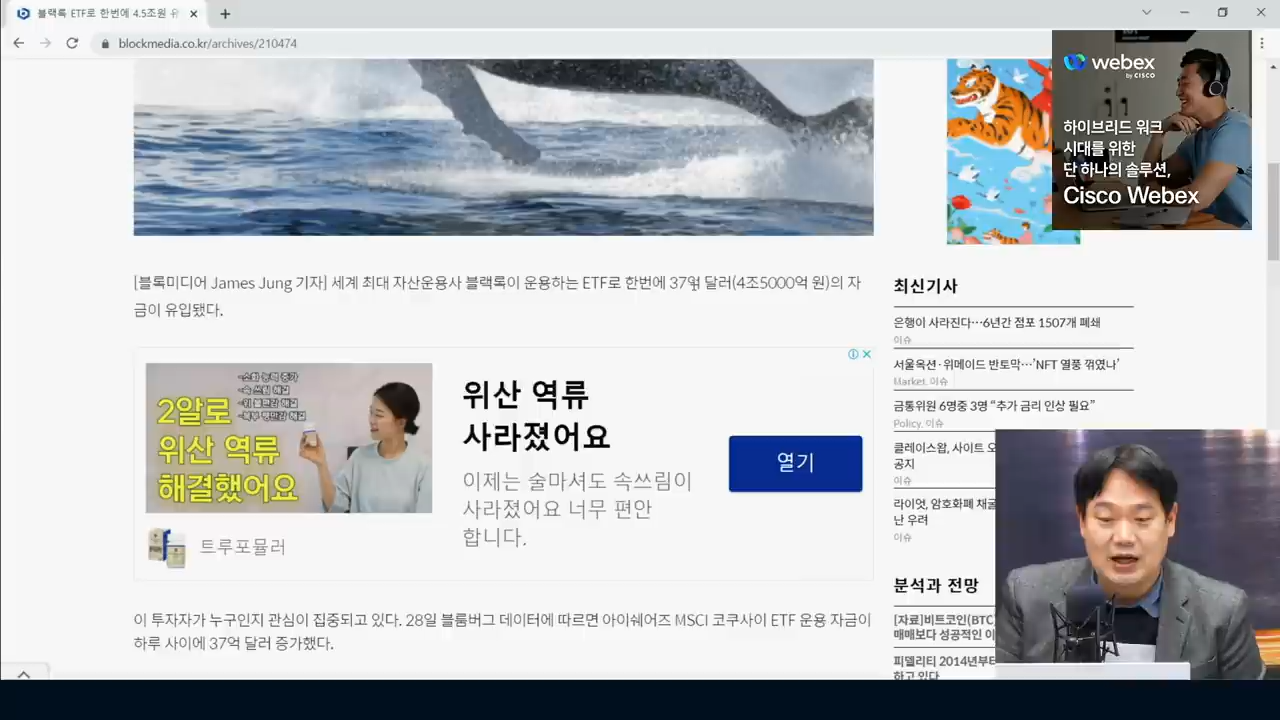 블랙록 ETF로 한번에 4.5조원
blockmedia.co.kr/archives/210474
webex
by CISCO
하이브리드 워크
시대를 위한
단 하나의 솔루션,
Cisco Webex
[블록미디어 James Jung 기자] 세계 최대 자산운용사 블랙록이 운용하는 ETF로 한번에 37억 달러(4조5000억 원)의 자
금이 유입됐다.
-소화 능력 증가
-속 쓰림 해결
2알로
위산 역류
해결했어요
트루포뮬러
위산 역류
사라졌어요
이제는 술마셔도 속쓰림이
사라졌어요 너무 편안
합니다.
열기
이 투자자가 누구인지 관심이 집중되고 있다. 28일 블룸버그 데이터에 따르면 아이쉐어즈 MSCI 코쿠사이 ETF 운용 자금이
하루 사이에 37억 달러 증가했다.
최신기사
은행이 사라진다…6년간 점포 1507개 폐쇄
이슈
서울옥션·위메이드 반토막…’NFT 열풍 꺾였나’
Market, 이슈
금통위원 6명중 3명 “추가 금리 인상 필요”
Policy, 이슈
클레이스왑, 사이트 오
공지
이슈
라이엇, 암호화폐 채굴
난 우려
이슈
분석과 전망
[자료]비트코인(BTC)
매매보다 성공적인 이
피델리티 2014년부터
하고 있다